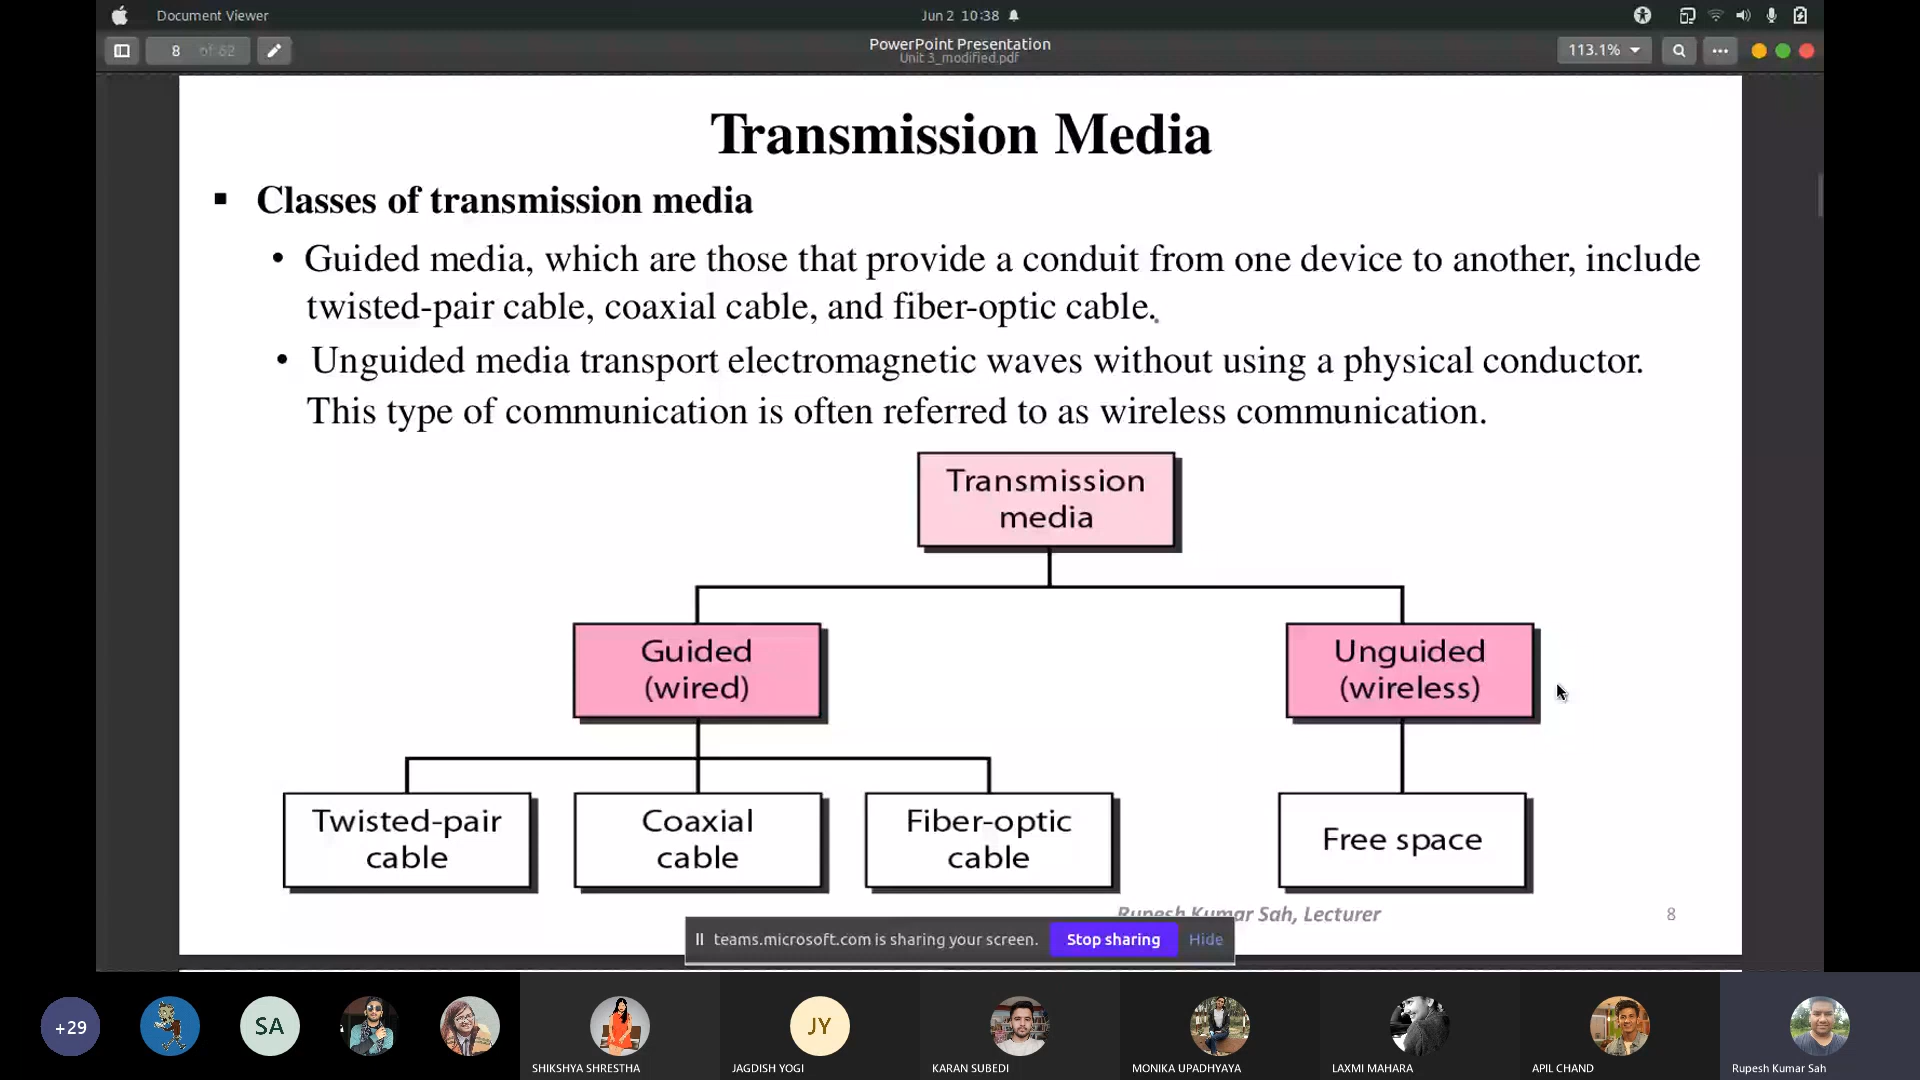 Document Viewer
Jun 2 10:38
8 of 62
PowerPoint Presentation
Unit 3_modified.pdf
113.1%
Transmission Media
▪ Classes of transmission media
• Guided media, which are those that provide a conduit from one device to another, include
twisted-pair cable, coaxial cable, and fiber-optic cable.
• Unguided media transport electromagnetic waves without using a physical conductor.
This type of communication is often referred to as wireless communication.
Transmission
media
Guided
(wired)
Unguided
(wireless)
Twisted-pair
cable
Coaxial
cable
Fiber-optic
cable
Free space
Rupesh Kumar Sah, Lecturer
8
teams.microsoft.com is sharing your screen.
Stop sharing
Hide
+29
SA
JY
SHIKSHYA SHRESTHA
JAGDISH YOGI
KARAN SUBEDI
MONIKA UPADHYAYA
LAXMI MAHARA
APIL CHAND
Rupesh Kumar Sah